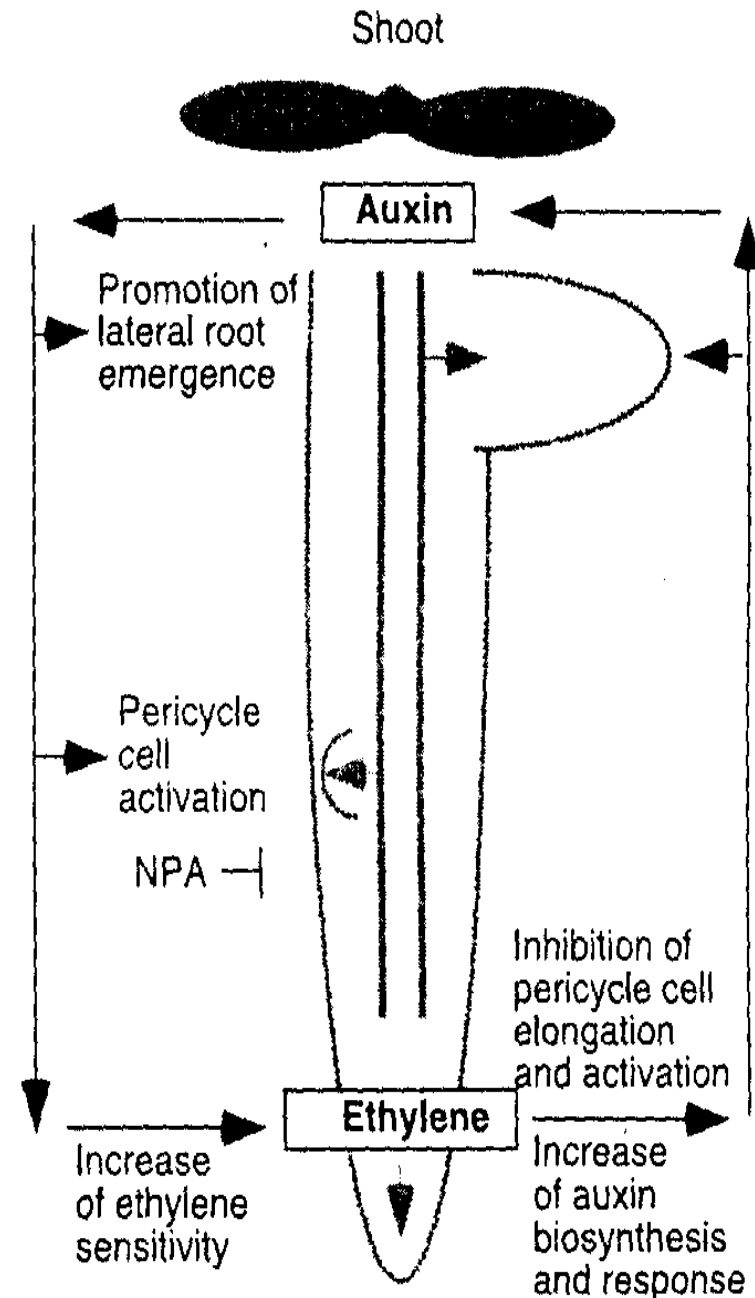 Shoot
Auxin
Promotion of
lateral root
emergence
Pericycle
cell
activation
NPA
Inhibition of
pericycle cell
elongation
and activation
Ethylene
Increase
of ethylene
sensitivity
Increase
of auxin
biosynthesis
and response